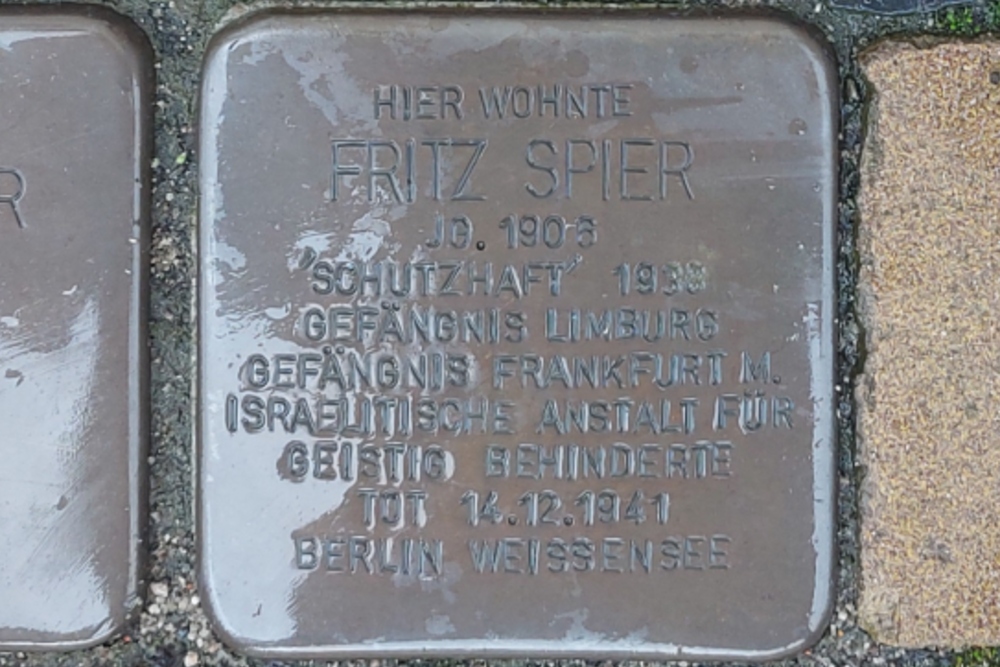 HIER WOHNTE
FRITZ SPIER
JG. 1906
'SCHUTZHAFT' 1938
GEFÄNGNIS LIMBURG
GEFÄNGNIS FRANKFURT M.
ISRAELITISCHE ANSTALT FÜR
GEISTIG BEHINDERTE
TOT 14.12.1941
BERLIN WEISSENSEE